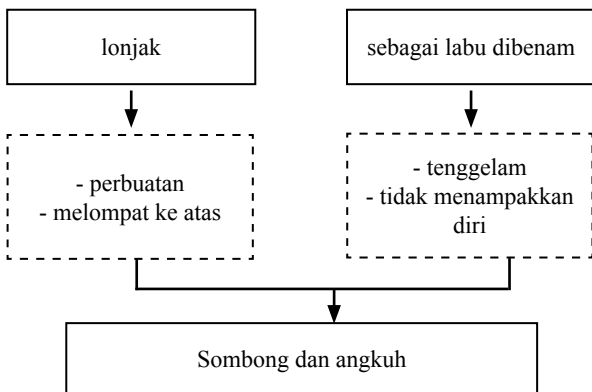 lonjak
sebagai labu dibenam
- perbuatan
- melompat ke atas
- tenggelam
- tidak menampakkan
diri
Sombong dan angkuh